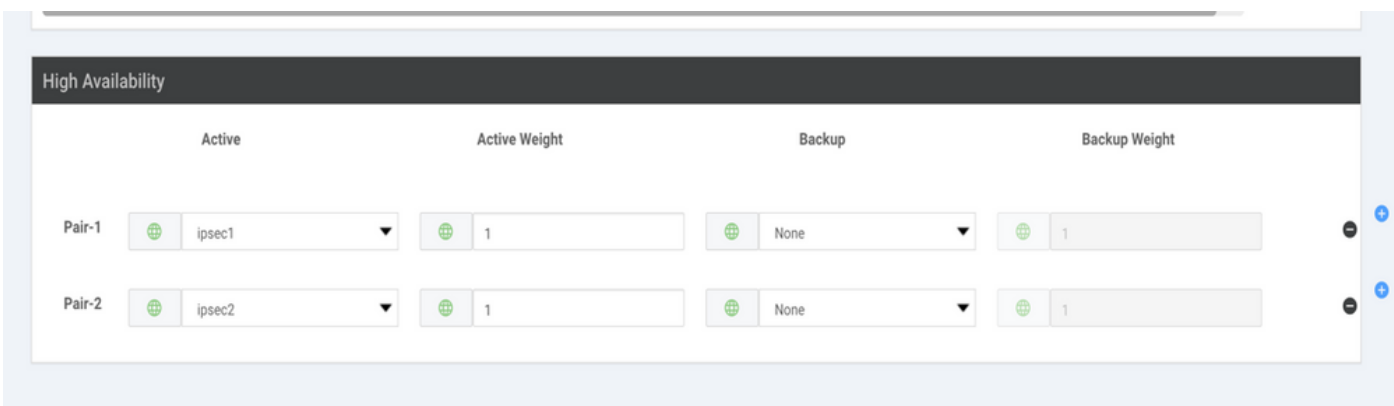 High Availability
Active Active Weight Backup Backup Weight
Pair-1 ipsec1 1 None 1
Pair-2 ipsec2 1 None 1